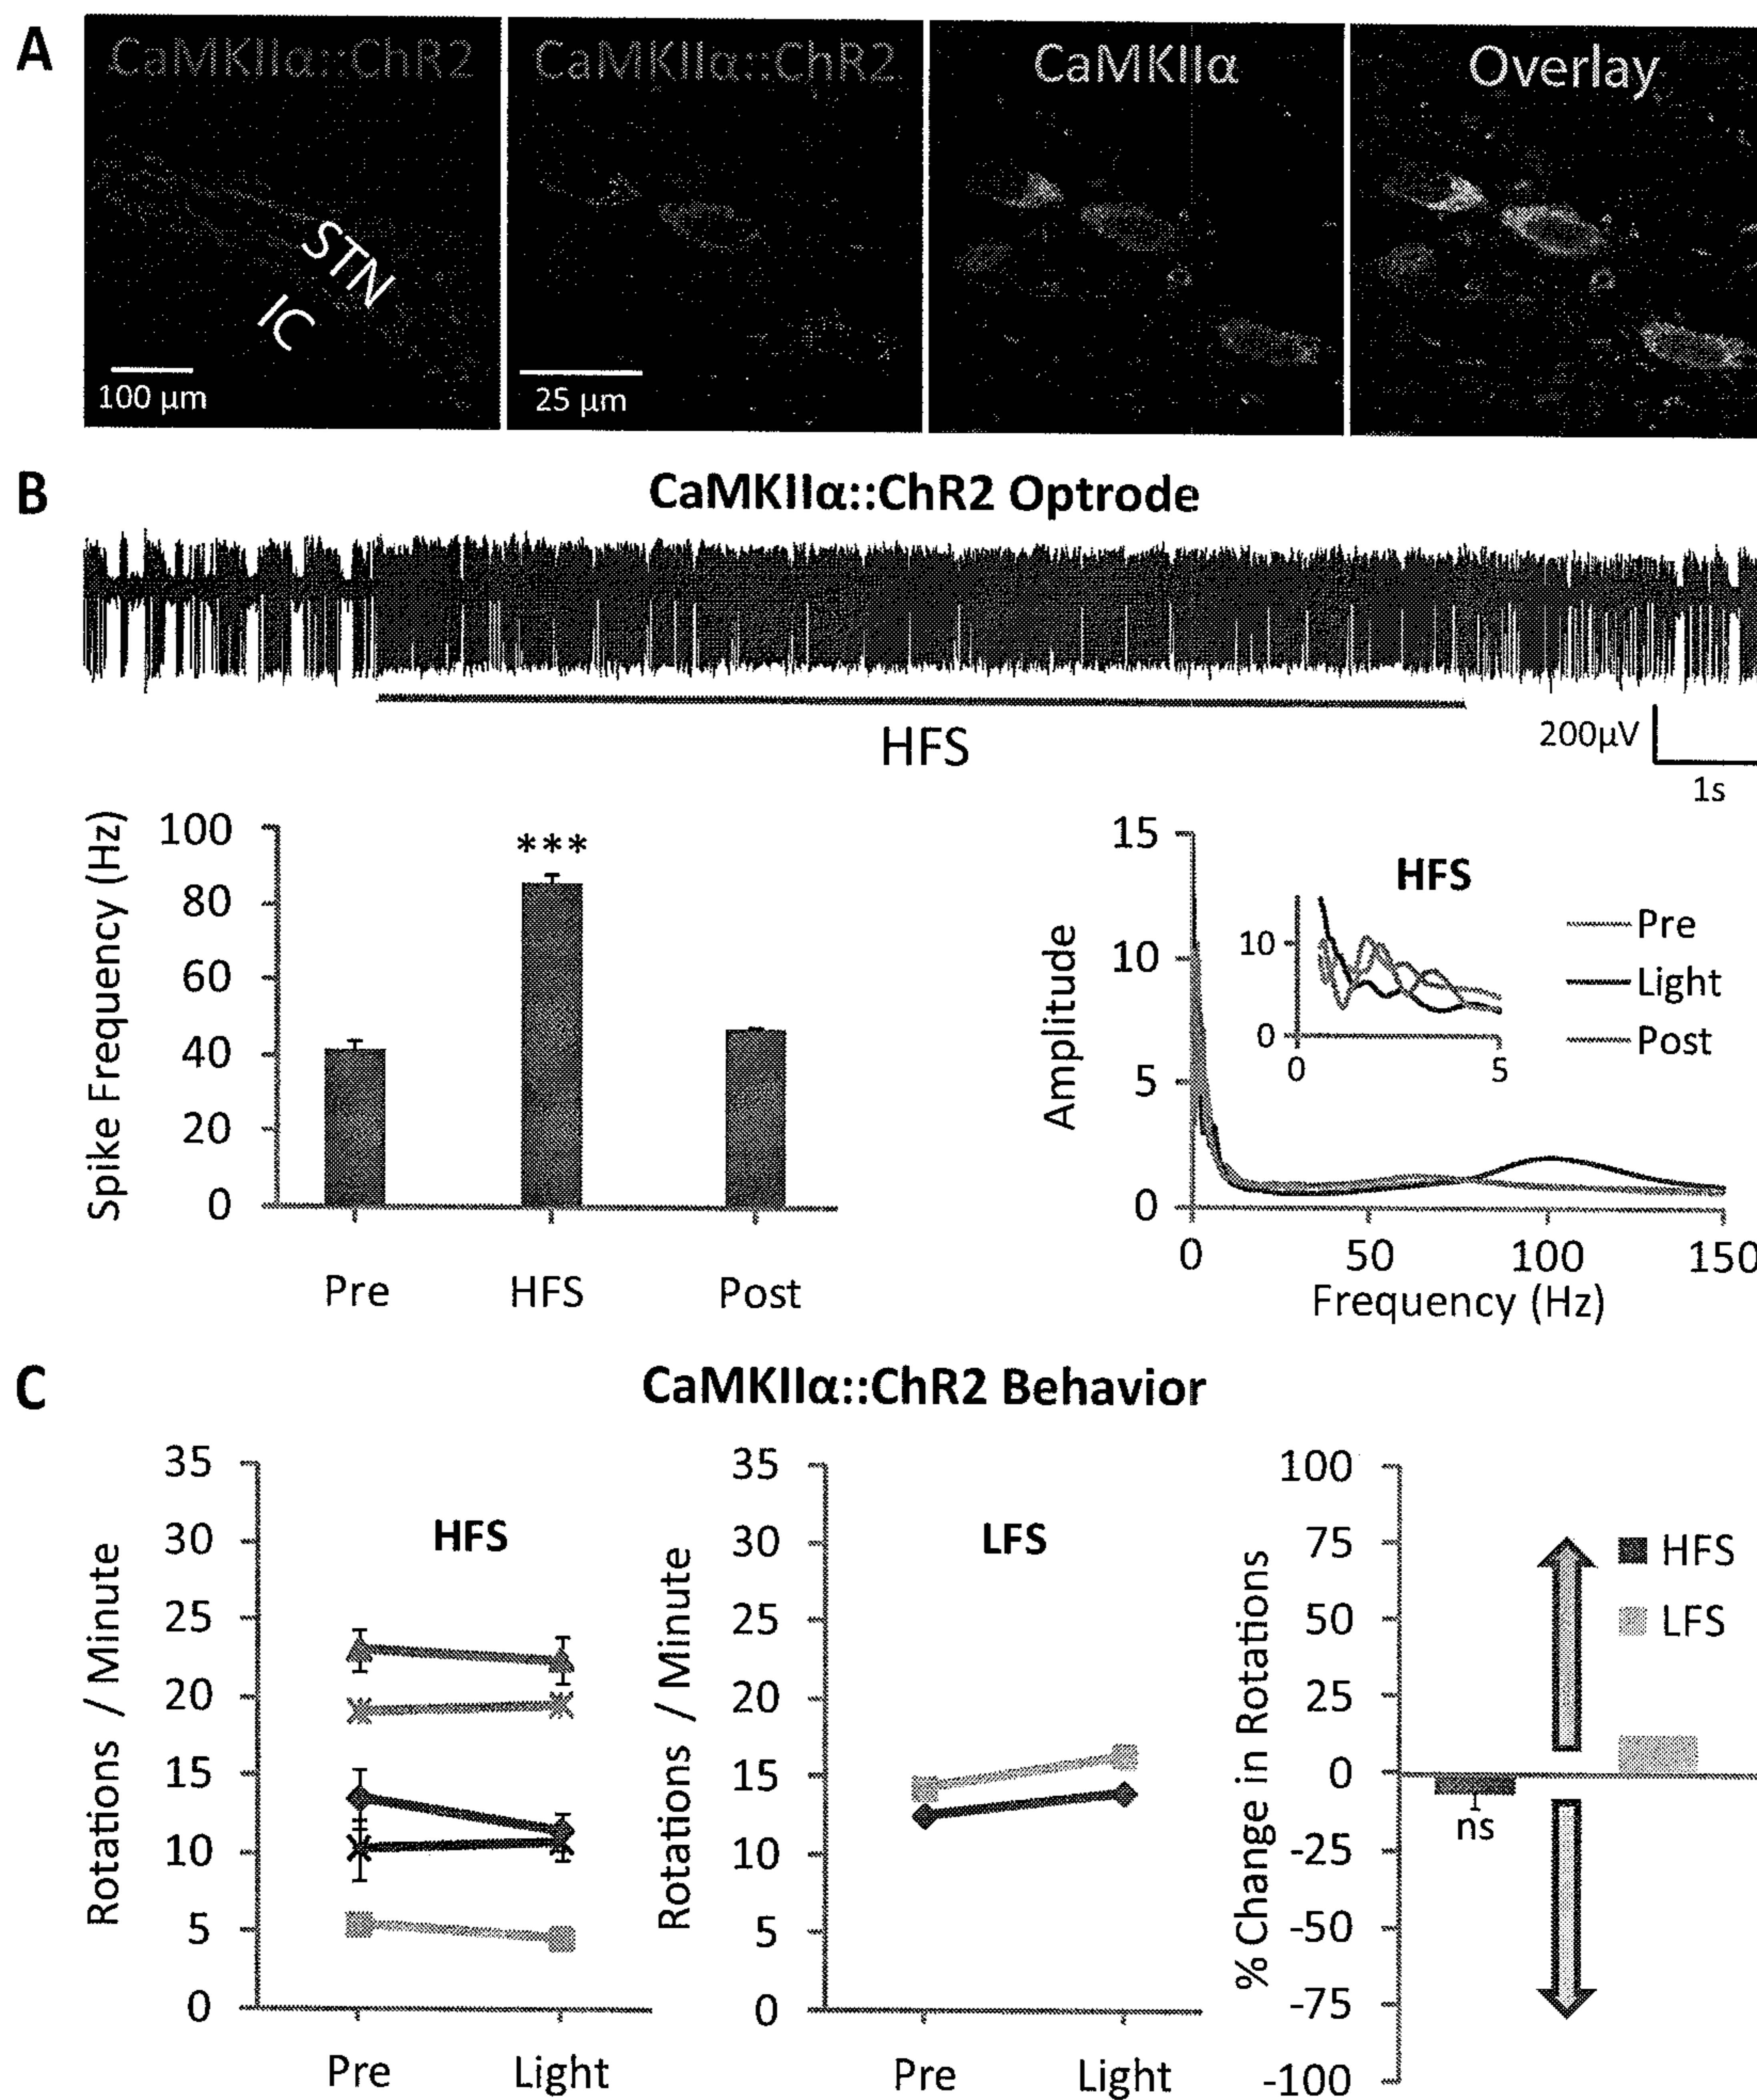 A
CaMKIIα::ChR2
CaMKIIα::ChR2
CaMKIIα
Overlay
STN
IC
100 μm
25 μm
B
CaMKIIα::ChR2 Optrode
HFS
200μV
1s
Spike Frequency (Hz)
100
80
60
40
20
0
***
Pre
HFS
Post
Amplitude
15
10
5
0
0
50
100
150
Frequency (Hz)
HFS
10
0
0
5
Pre
Light
Post
C
CaMKIIα::ChR2 Behavior
Rotations / Minute
35
30
25
20
15
10
5
0
HFS
Pre
Light
Rotations / Minute
35
30
25
20
15
10
5
0
LFS
Pre
Light
% Change in Rotations
100
75
50
25
0
-25
-50
-75
-100
ns
HFS
LFS